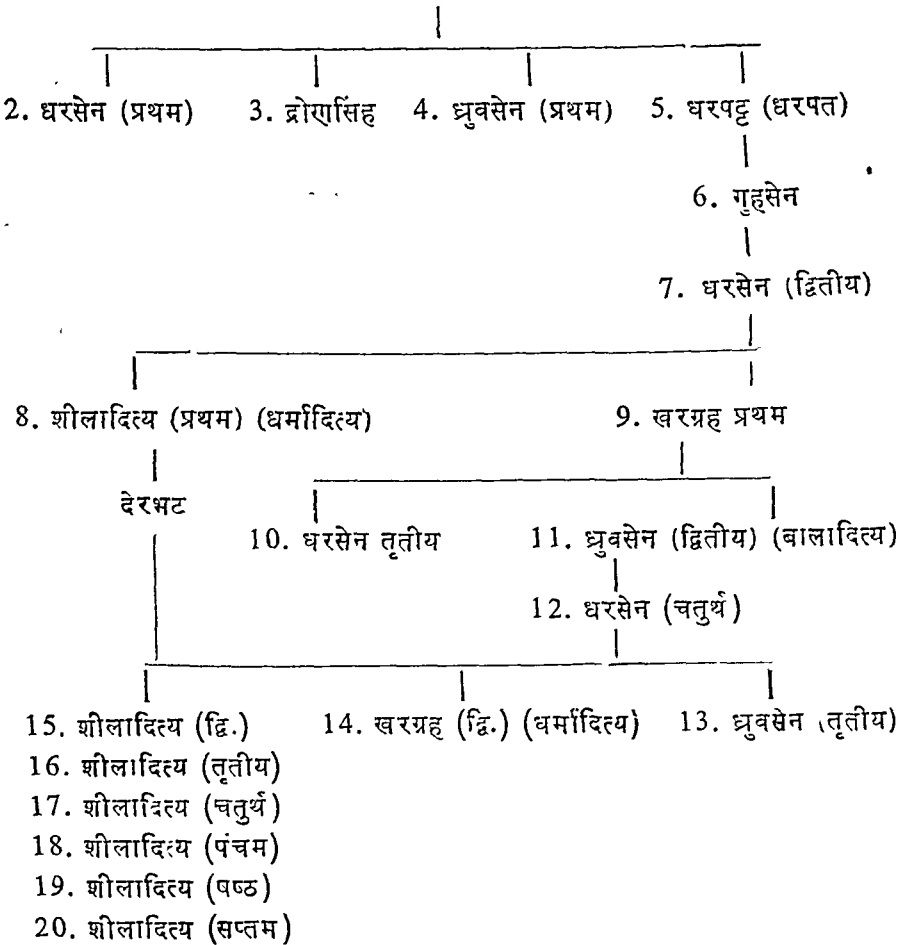 2. धरसेन (प्रथम) 3. द्रोणसिंह 4. ध्रुवसेन (प्रथम) 5. धरपट्ट (धरपत)
6. गुहसेन
7. धरसेन (द्वितीय)
8. शीलादित्य (प्रथम) (धर्मादित्य) 9. खरग्रह प्रथम
देरभट
10. धरसेन तृतीय 11. ध्रुवसेन (द्वितीय) (बालादित्य)
12. धरसेन (चतुर्थ)
15. शीलादित्य (द्वि.) 14. खरग्रह (द्वि.) (धर्मादित्य) 13. ध्रुवसेन (तृतीय)
16. शीलादित्य (तृतीय)
17. शीलादित्य (चतुर्थ)
18. शीलादित्य (पंचम)
19. शीलादित्य (षष्ठ)
20. शीलादित्य (सप्तम)